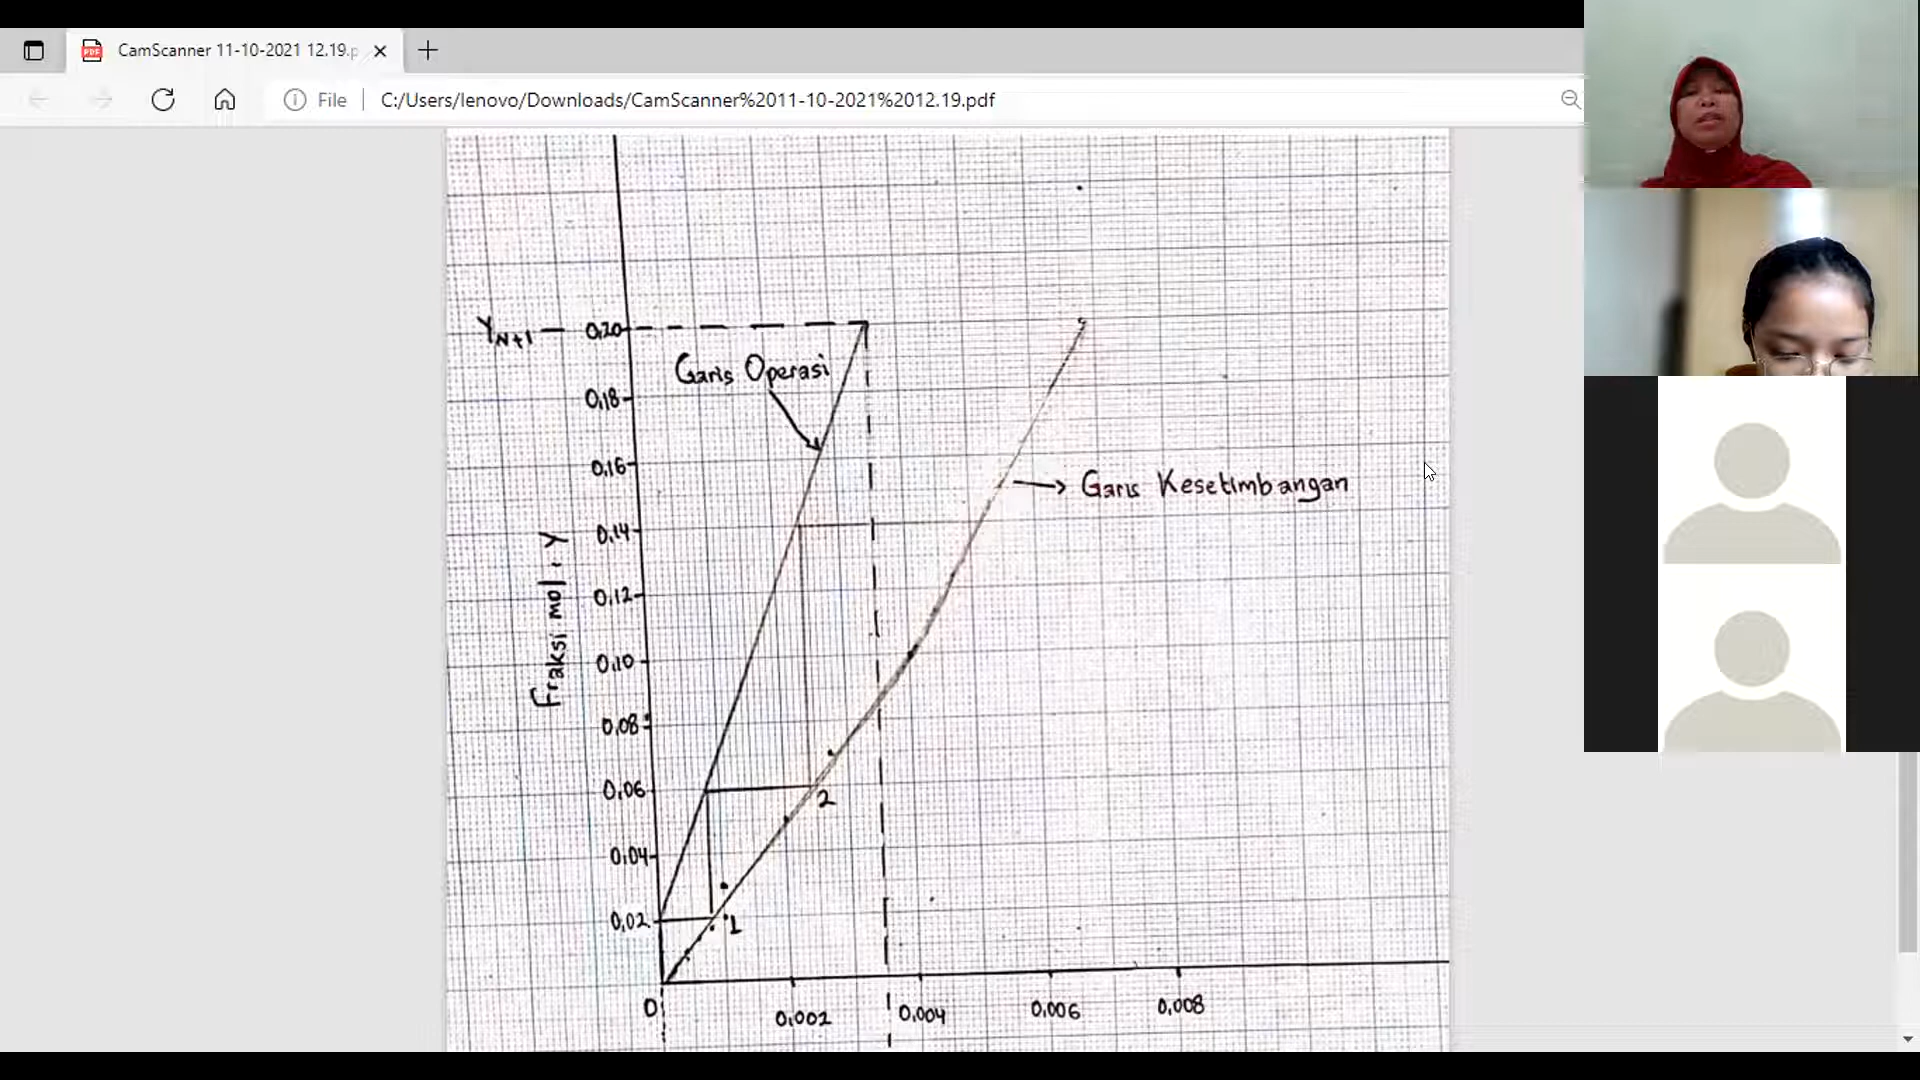 CamScanner 11-10-2021 12.19.p
File
C:/Users/lenovo/Downloads/CamScanner%2011-10-2021%2012.19.pdf
YN+1
0,20
Garis Operasi
0,18
0,16
Garis Kesetimbangan
0,14
0,12
Fraksi mol, Y
0,10
0,08
0,06
2
0,04
0,02
1
0
0,002
0,004
0,006
0,008